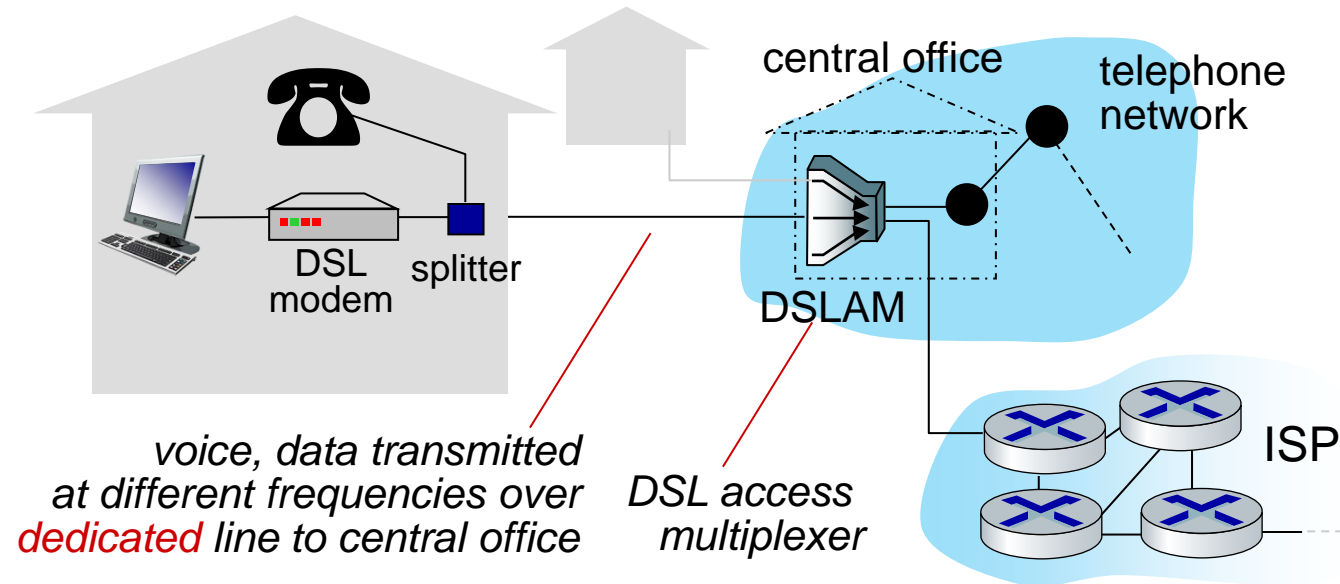 central office
telephone
network
DSL
modem
splitter
DSLAM
ISP
voice, data transmitted
at different frequencies over
dedicated line to central office
DSL access
multiplexer